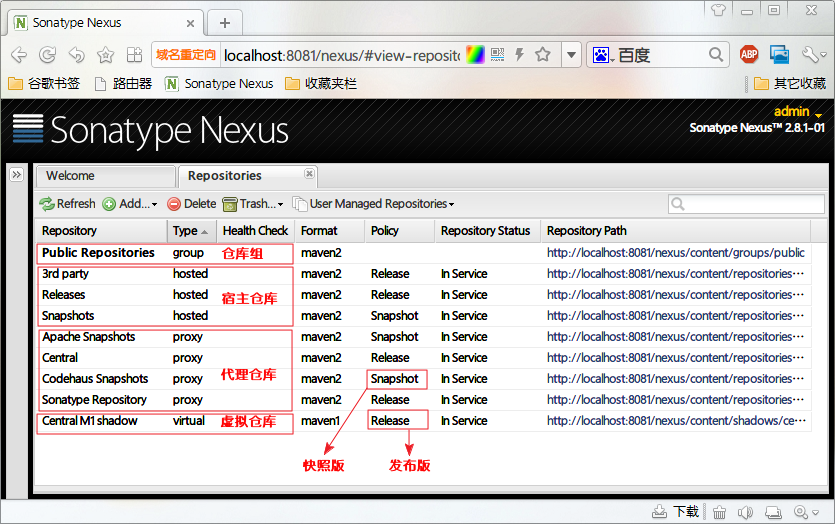 Sonatype Nexus
域名重定向 localhost:8081/nexus/#view-reposito 百度 ABP
谷歌书签 路由器 Sonatype Nexus 收藏夹栏 其它收藏
Sonatype Nexus
admin
Sonatype Nexus™ 2.8.1-01
Welcome Repositories
Refresh Add... Delete Trash... User Managed Repositories
Repository Type Health Check Format Policy Repository Status Repository Path
Public Repositories group 仓库组 maven2 http://localhost:8081/nexus/content/groups/public
3rd party hosted maven2 Release In Service http://localhost:8081/nexus/content/repositories...
Releases hosted 宿主仓库 maven2 Release In Service http://localhost:8081/nexus/content/repositories...
Snapshots hosted maven2 Snapshot In Service http://localhost:8081/nexus/content/repositories...
Apache Snapshots proxy maven2 Snapshot In Service http://localhost:8081/nexus/content/repositories...
Central proxy maven2 Release In Service http://localhost:8081/nexus/content/repositories...
Codehaus Snapshots proxy 代理仓库 maven2 Snapshot In Service http://localhost:8081/nexus/content/repositories...
Sonatype Repository proxy maven2 Release In Service http://localhost:8081/nexus/content/repositories...
Central M1 shadow virtual 虚拟仓库 maven1 Release In Service http://localhost:8081/nexus/content/shadows/ce...
快照版 发布版
下载